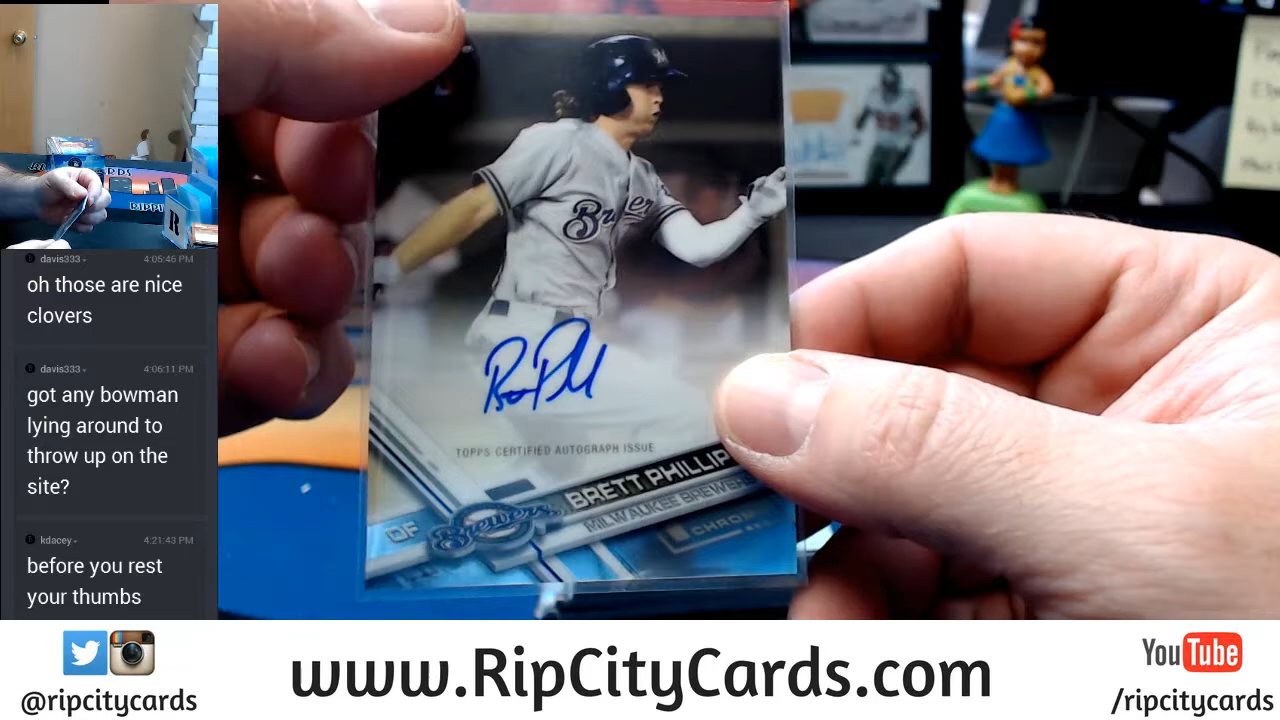 davis333
4:05:46 PM
oh those are nice
clovers
davis333
4:06:11 PM
got any bowman
lying around to
throw up on the
site?
kdacey
4:21:43 PM
before you rest
your thumbs
Brewers
TOPPS CERTIFIED AUTOGRAPH ISSUE
BRETT PHILLIP
MILWAUKEE BREWERS
OF
Brewers
CHRO
R
www.RipCityCards.com
@ripcitycards
YouTube
/ripcitycards